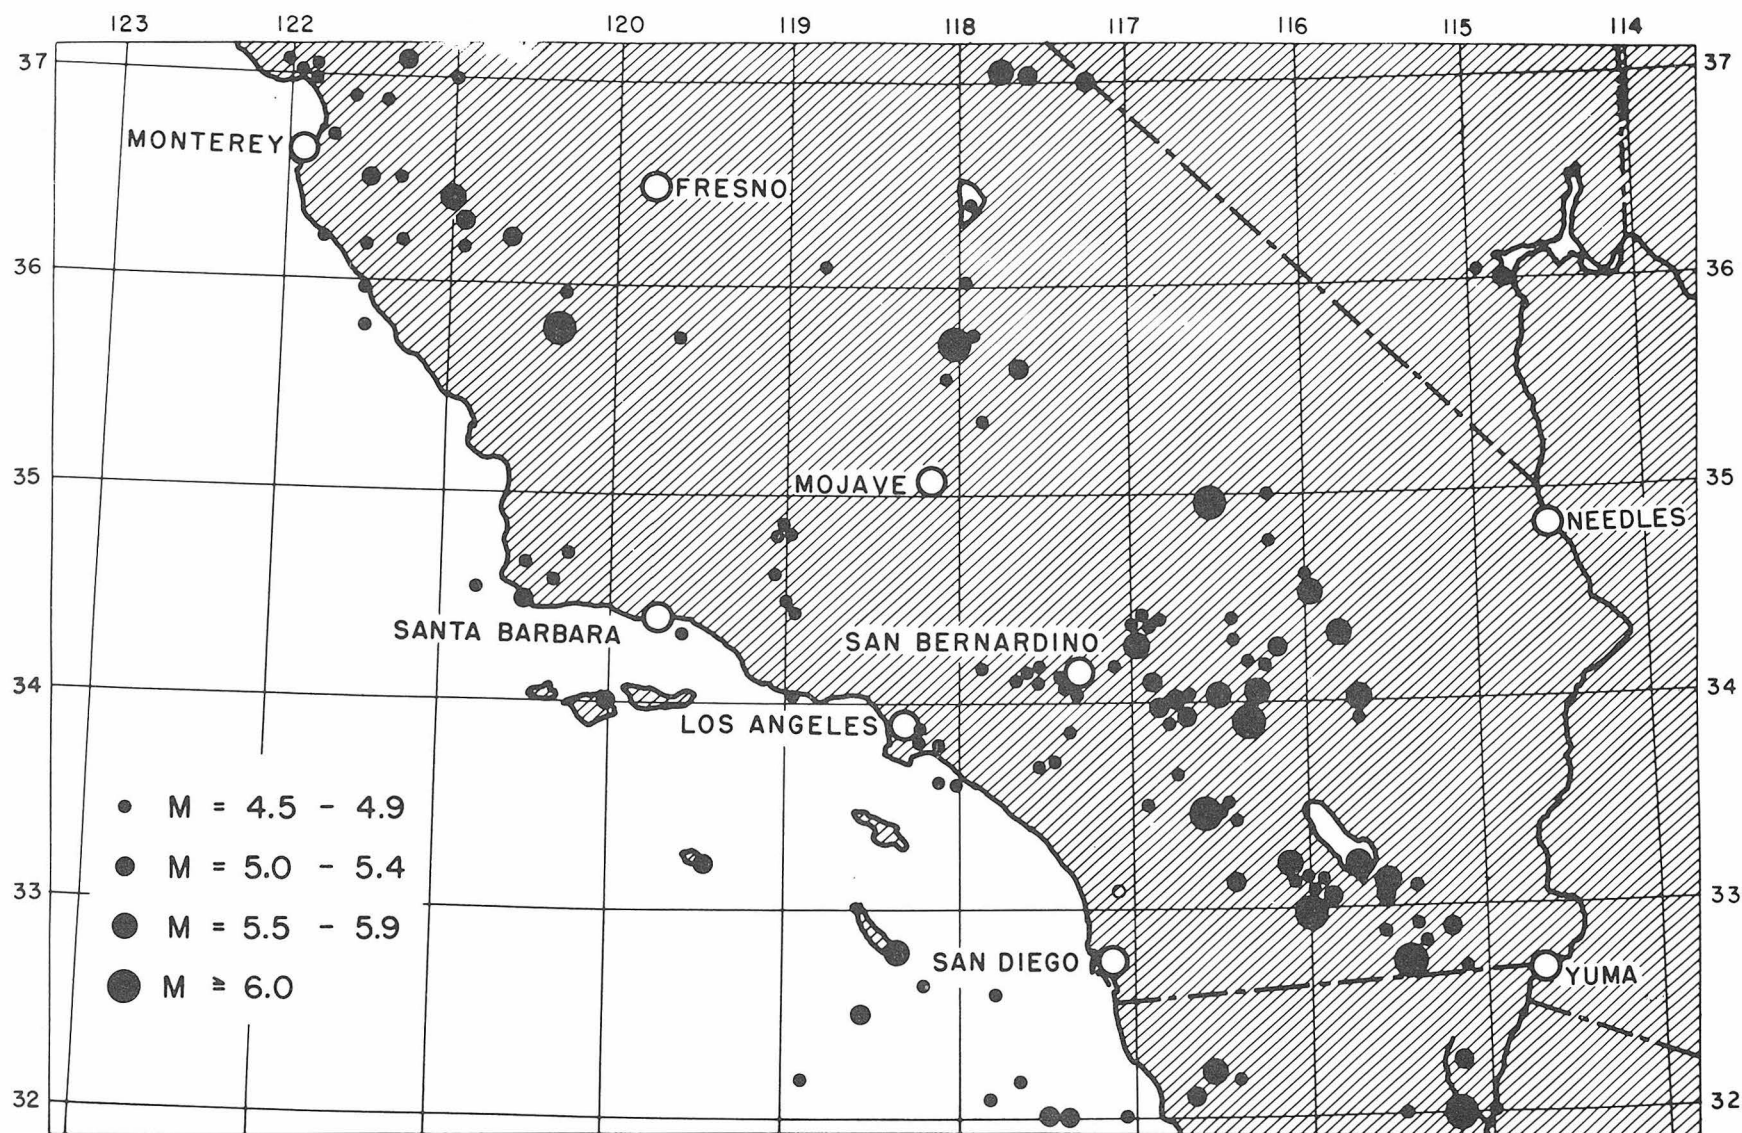 123 122 120 119 118 117 116 115 114
37 37
MONTEREY
FRESNO
36 36
35 35
MOJAVE
NEEDLES
SANTA BARBARA
SAN BERNARDINO
34 34
LOS ANGELES
M = 4.5 - 4.9
M = 5.0 - 5.4
33 33
M = 5.5 - 5.9
SAN DIEGO
YUMA
M ≥ 6.0
32 32